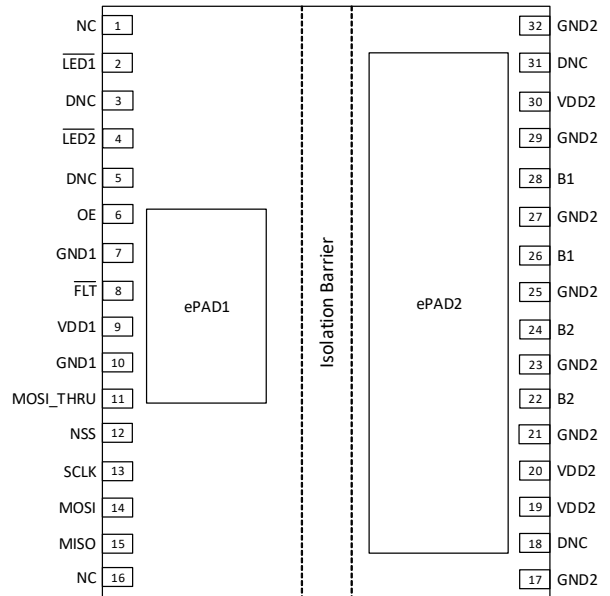 NC 1 32 GND2
L̅E̅D̅1̅ 2 31 DNC
DNC 3 30 VDD2
L̅E̅D̅2̅ 4 29 GND2
DNC 5 28 B1
OE 6 27 GND2
GND1 7 26 B1
F̅L̅T̅ 8 25 GND2
VDD1 9 24 B2
GND1 10 23 GND2
MOSI_THRU 11 22 B2
NSS 12 21 GND2
SCLK 13 20 VDD2
MOSI 14 19 VDD2
MISO 15 18 DNC
NC 16 17 GND2
ePAD1
Isolation Barrier
ePAD2